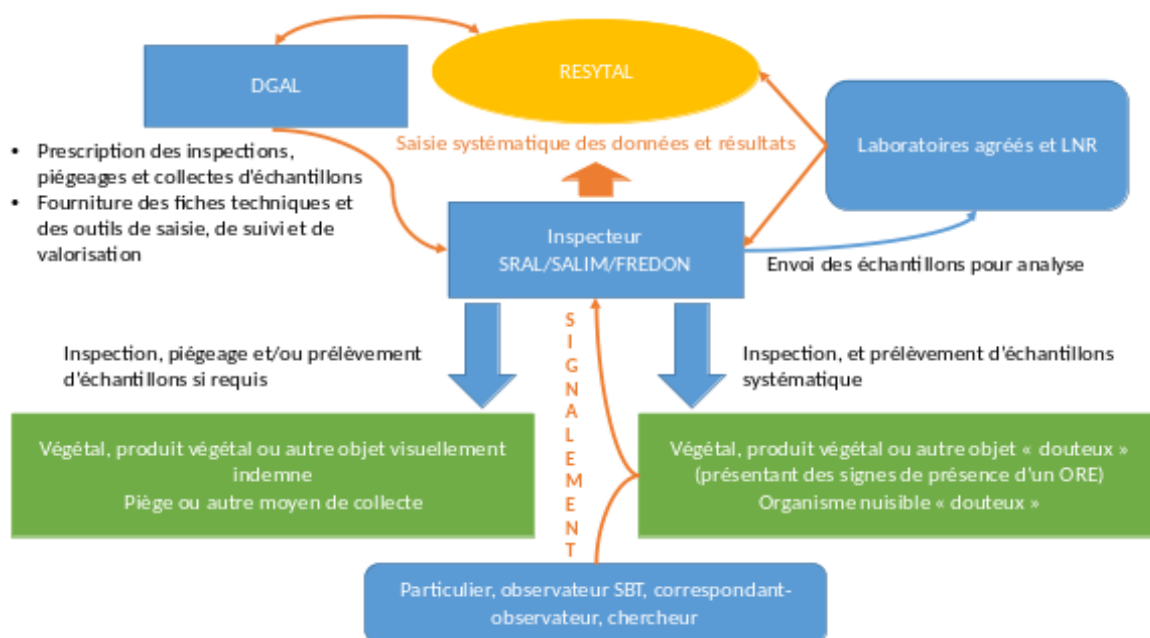 DGAL
RESYTAL
Laboratoires agréés et LNR
Saisie systématique des données et résultats
• Prescription des inspections,
piégeages et collectes d'échantillons
• Fourniture des fiches techniques et
des outils de saisie, de suivi et de
valorisation
Inspecteur
SRAL/SALIM/FREDON
Envoi des échantillons pour analyse
SIGNALEMENT
Inspection, piégeage et/ou prélèvement
d'échantillons si requis
Inspection, et prélèvement d'échantillons
systématique
Végétal, produit végétal ou autre objet visuellement
indemne
Piège ou autre moyen de collecte
Végétal, produit végétal ou autre objet « douteux »
(présentant des signes de présence d'un ORE)
Organisme nuisible « douteux »
Particulier, observateur SBT, correspondant-
observateur, chercheur